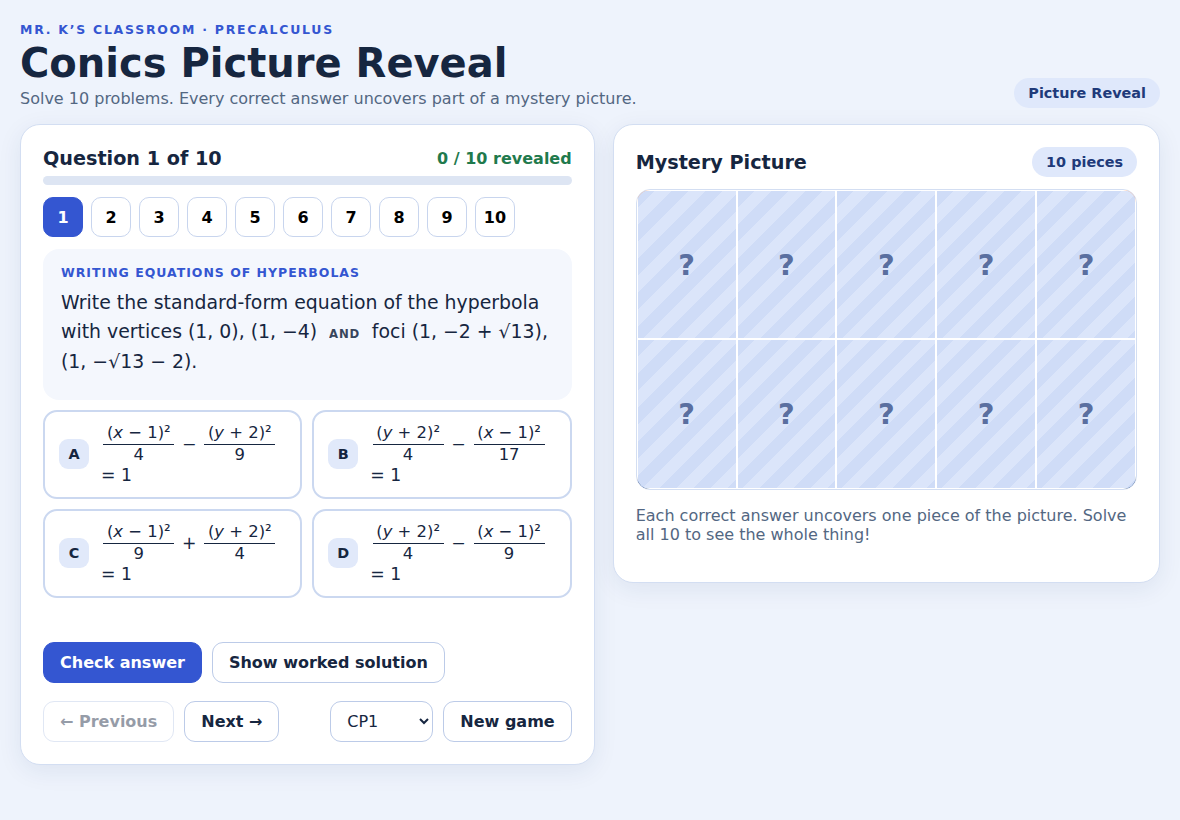 MR. K’S CLASSROOM · PRECALCULUS
Conics Picture Reveal
Solve 10 problems. Every correct answer uncovers part of a mystery picture.
Picture Reveal
Question 1 of 10
0 / 10 revealed
1 2 3 4 5 6 7 8 9 10
WRITING EQUATIONS OF HYPERBOLAS
Write the standard-form equation of the hyperbola
with vertices (1, 0), (1, −4) AND foci (1, −2 + √13),
(1, −√13 − 2).
A
(x − 1)² − (y + 2)²
4 9
= 1
B
(y + 2)² − (x − 1)²
4 17
= 1
C
(x − 1)² + (y + 2)²
9 4
= 1
D
(y + 2)² − (x − 1)²
4 9
= 1
Check answer
Show worked solution
← Previous
Next →
CP1
New game
Mystery Picture
10 pieces
? ? ? ? ?
? ? ? ? ?
Each correct answer uncovers one piece of the picture. Solve
all 10 to see the whole thing!